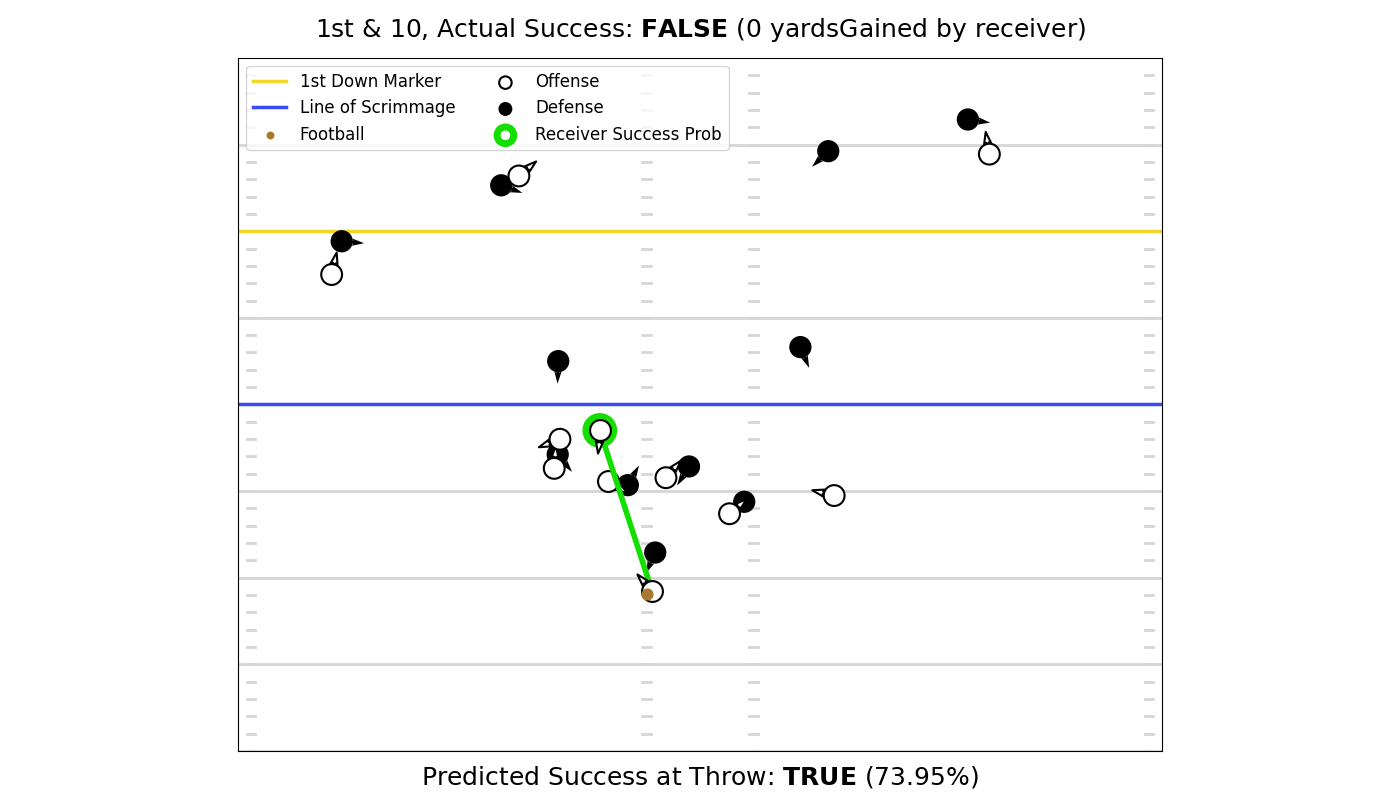 1st & 10, Actual Success: FALSE (0 yardsGained by receiver)
1st Down Marker
Line of Scrimmage
Football
Offense
Defense
Receiver Success Prob
Predicted Success at Throw: TRUE (73.95%)